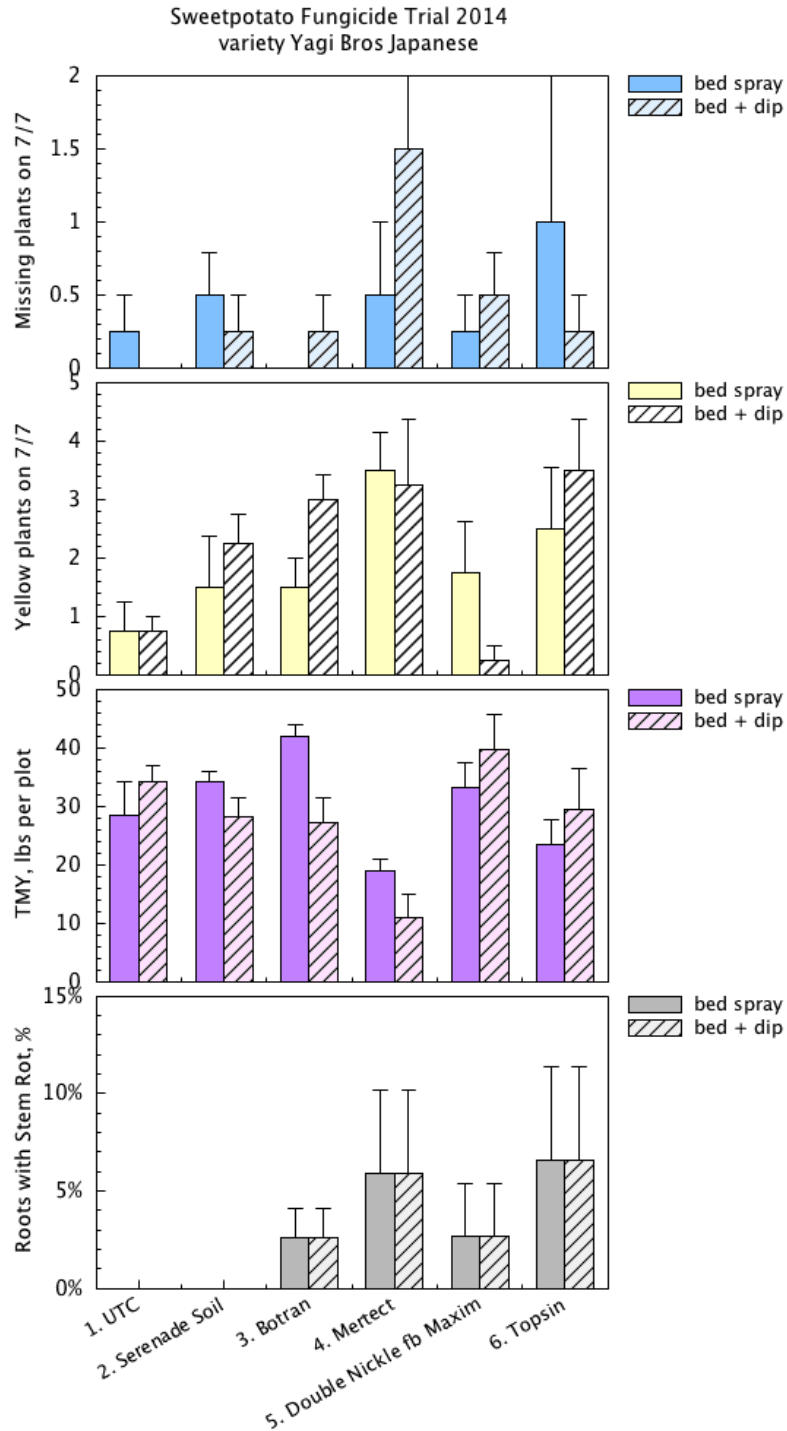 Sweetpotato Fungicide Trial 2014
variety Yagi Bros Japanese
Missing plants on 7/7
2
1.5
1
0.5
0
bed spray
bed + dip
Yellow plants on 7/7
5
4
3
2
1
0
bed spray
bed + dip
TMY, lbs per plot
50
40
30
20
10
0
bed spray
bed + dip
Roots with Stem Rot, %
15%
10%
5%
0%
bed spray
bed + dip
1. UTC
2. Serenade Soil
3. Botran
4. Mertect
5. Double Nickle fb Maxim
6. Topsin